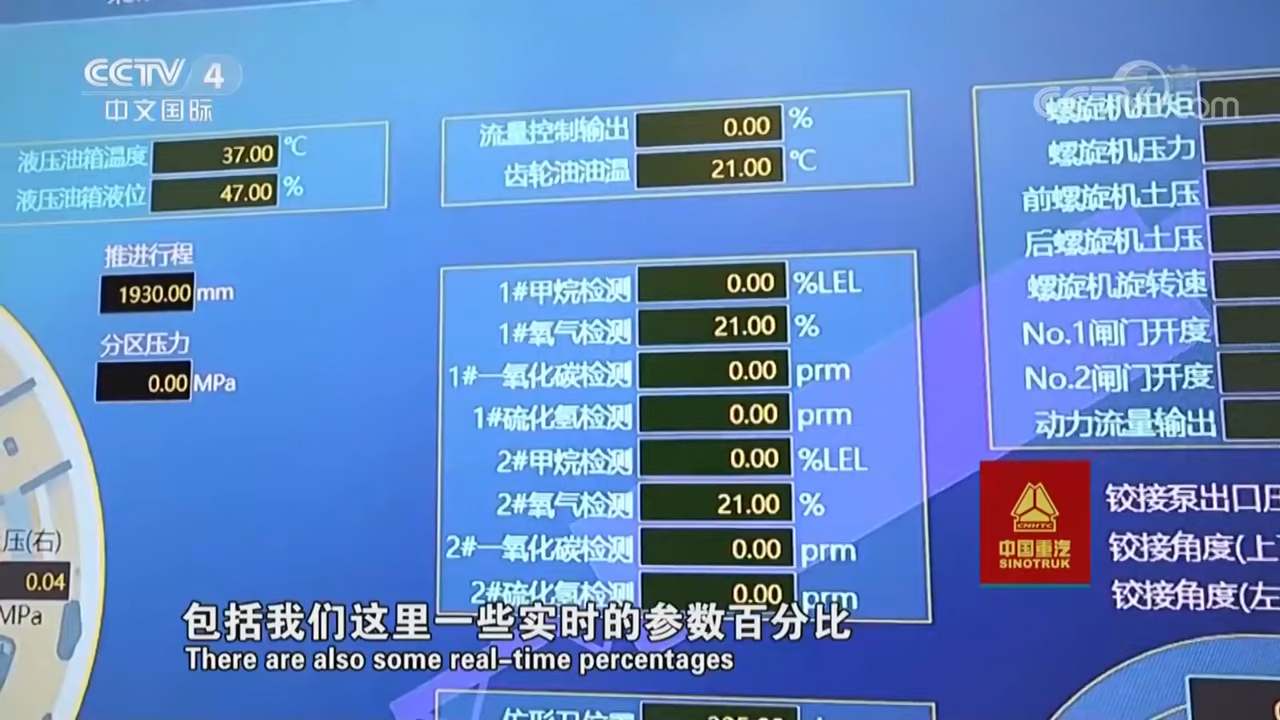 CCTV 4
中文国际
液压油箱温度 37.00 ℃
液压油箱液位 47.00 %
推进行程
1930.00 mm
分区压力
0.00 MPa
压(右)
0.04
MPa
流量控制输出 0.00 %
齿轮油油温 21.00 ℃
1#甲烷检测 0.00 %LEL
1#氧气检测 21.00 %
1#一氧化碳检测 0.00 prm
1#硫化氢检测 0.00 prm
2#甲烷检测 0.00 %LEL
2#氧气检测 21.00 %
2#一氧化碳检测 0.00 prm
2#硫化氢检测 0.00 prm
螺旋机扭矩
螺旋机压力
前螺旋机土压
后螺旋机土压
螺旋机旋转速
No.1闸门开度
No.2闸门开度
动力流量输出
CNHTC
中国重汽
SINOTRUK
铰接泵出口压
铰接角度(上
铰接角度(左
包括我们这里一些实时的参数百分比
There are also some real-time percentages